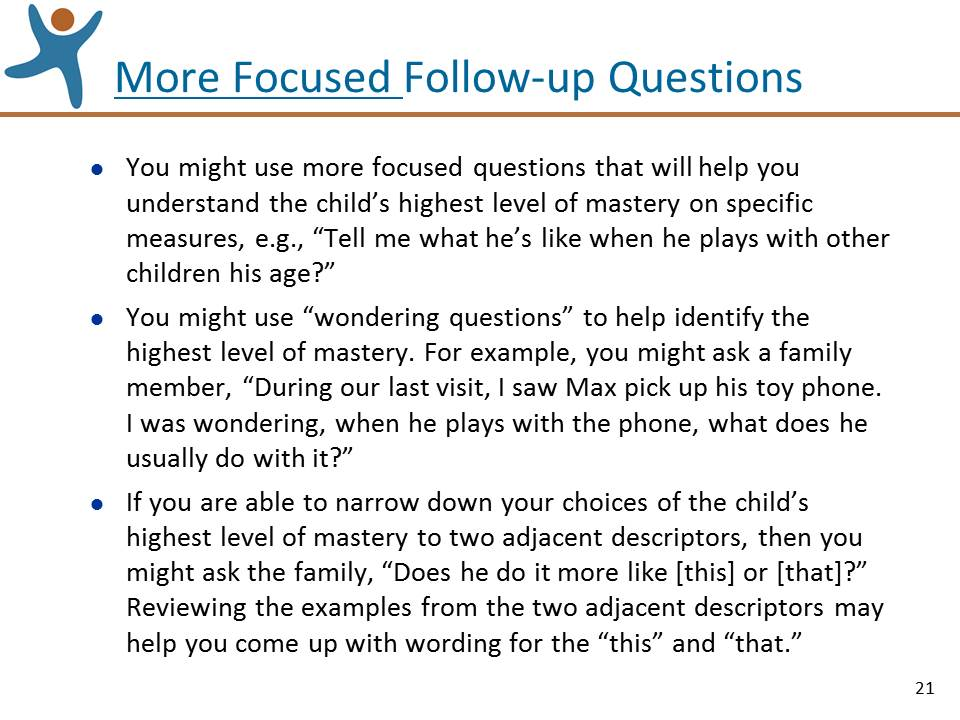 More Focused Follow-up Questions
● You might use more focused questions that will help you
understand the child’s highest level of mastery on specific
measures, e.g., “Tell me what he’s like when he plays with other
children his age?”
● You might use “wondering questions” to help identify the
highest level of mastery. For example, you might ask a family
member, “During our last visit, I saw Max pick up his toy phone.
I was wondering, when he plays with the phone, what does he
usually do with it?”
● If you are able to narrow down your choices of the child’s
highest level of mastery to two adjacent descriptors, then you
might ask the family, “Does he do it more like [this] or [that]?”
Reviewing the examples from the two adjacent descriptors may
help you come up with wording for the “this” and “that.”
21